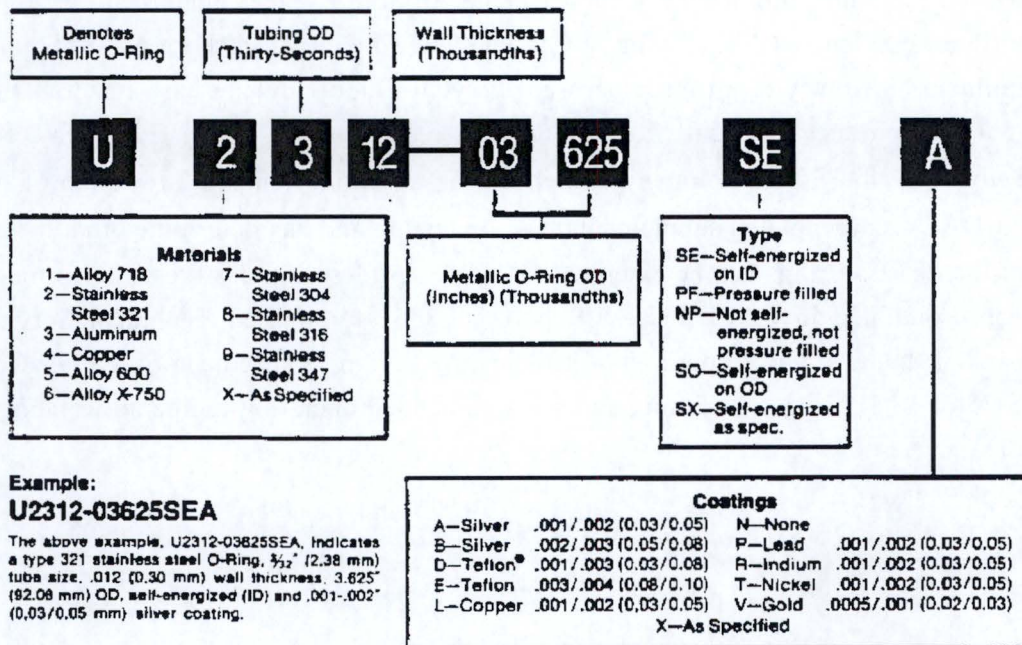 Denotes
Metallic O-Ring
Tubing OD
(Thirty-Seconds)
Wall Thickness
(Thousandths)
U 2 3 12 — 03 625 SE A
Materials
1—Alloy 718
2—Stainless
Steel 321
3—Aluminum
4—Copper
5—Alloy 600
6—Alloy X-750
7—Stainless
Steel 304
8—Stainless
Steel 316
9—Stainless
Steel 347
X—As Specified
Metallic O-Ring OD
(Inches) (Thousandths)
Type
SE—Self-energized
on ID
PF—Pressure filled
NP—Not self-
energized, not
pressure filled
SO—Self-energized
on OD
SX—Self-energized
as spec.
Example:
U2312-03625SEA
The above example, U2312-03625SEA, indicates
a type 321 stainless steel O-Ring, 3/32" (2.38 mm)
tube size, .012 (0.30 mm) wall thickness, 3.625"
(92.08 mm) OD, self-energized (ID) and .001-.002"
(0,03/0.05 mm) silver coating.
Coatings
A—Silver .001/.002 (0.03/0.05)
B—Silver .002/.003 (0.05/0.08)
D—Teflon® .001/.003 (0.03/0.08)
E—Teflon .003/.004 (0.08/0.10)
L—Copper .001/.002 (0.03/0.05)
N—None
P—Lead .001/.002 (0.03/0.05)
R—Indium .001/.002 (0.03/0.05)
T—Nickel .001/.002 (0.03/0.05)
V—Gold .0005/.001 (0.02/0.03)
X—As Specified